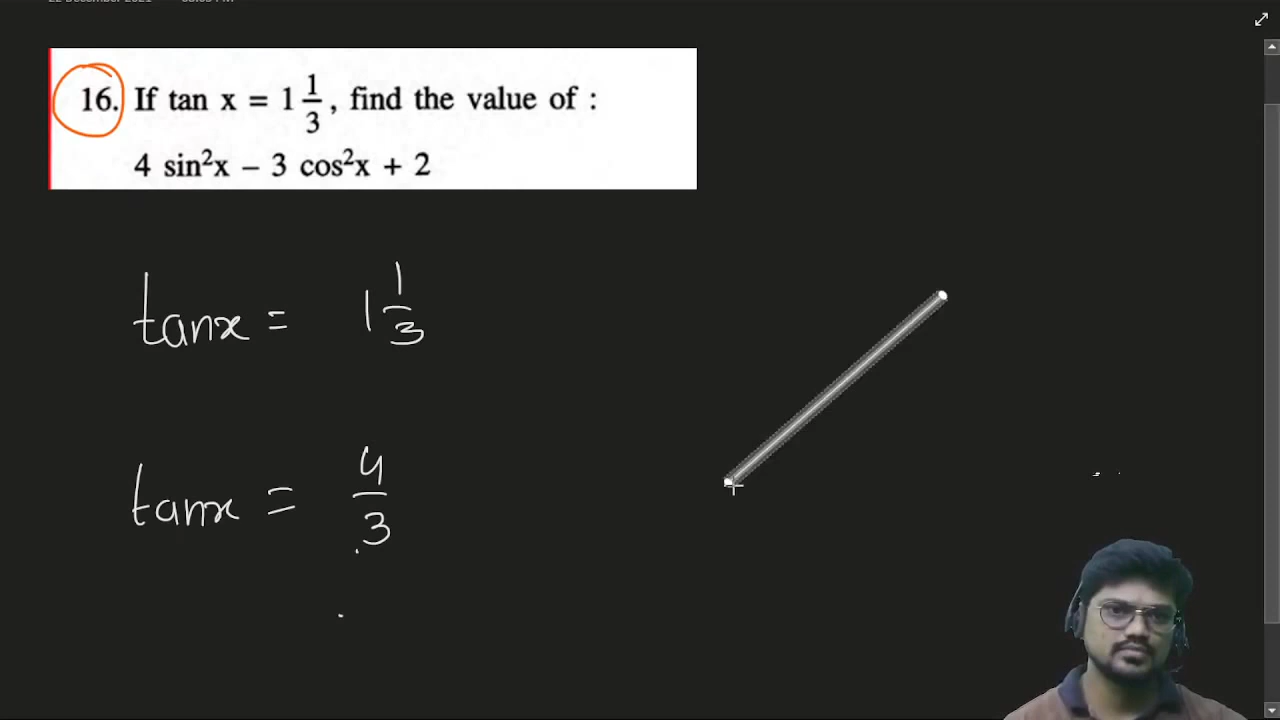 16. If tan x = 1 1/3, find the value of :
4 sin²x – 3 cos²x + 2
tanx = 1 1/3
tanx = 4/3